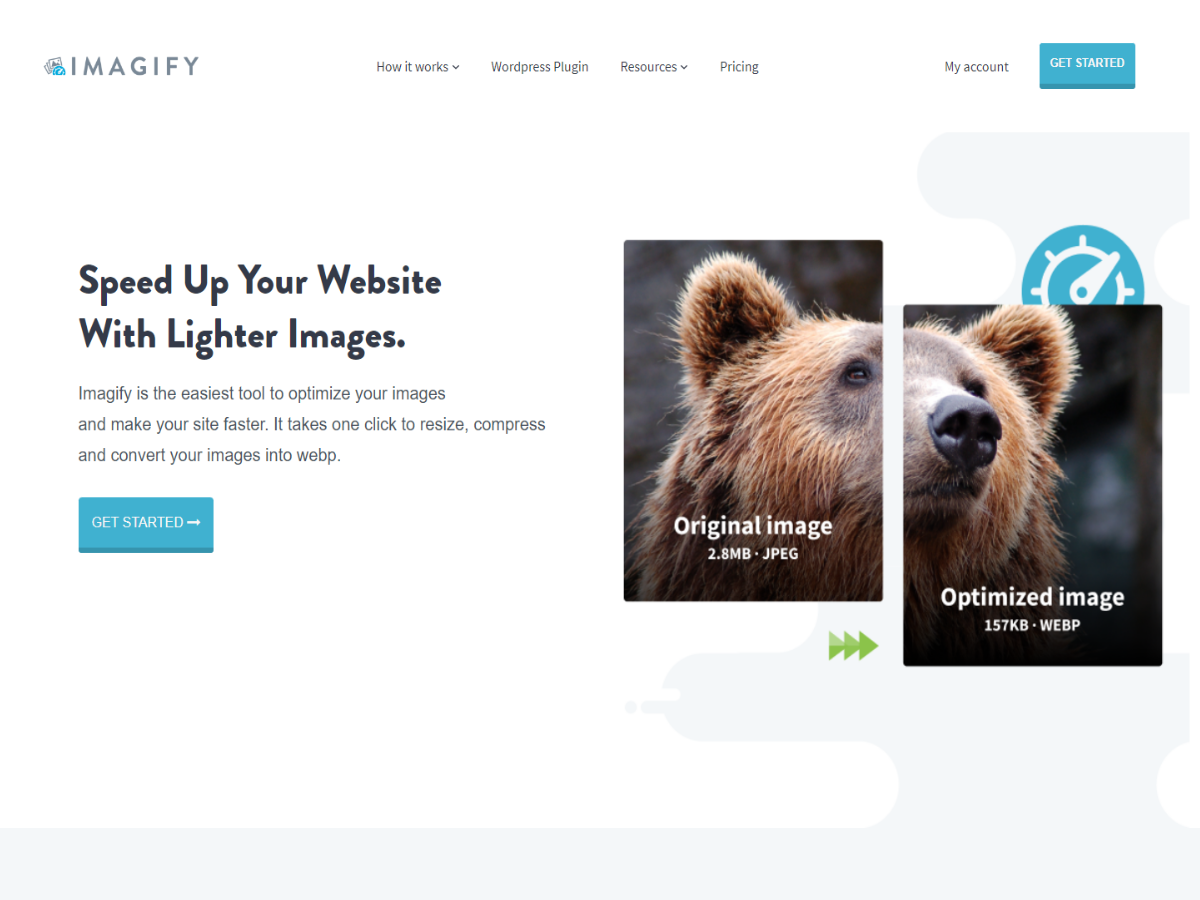 IMAGIFY
How it works
Wordpress Plugin
Resources
Pricing
My account
GET STARTED
Speed Up Your Website
With Lighter Images.
Imagify is the easiest tool to optimize your images
and make your site faster. It takes one click to resize, compress
and convert your images into webp.
GET STARTED
Original image
2.8MB · JPEG
Optimized image
157KB · WEBP